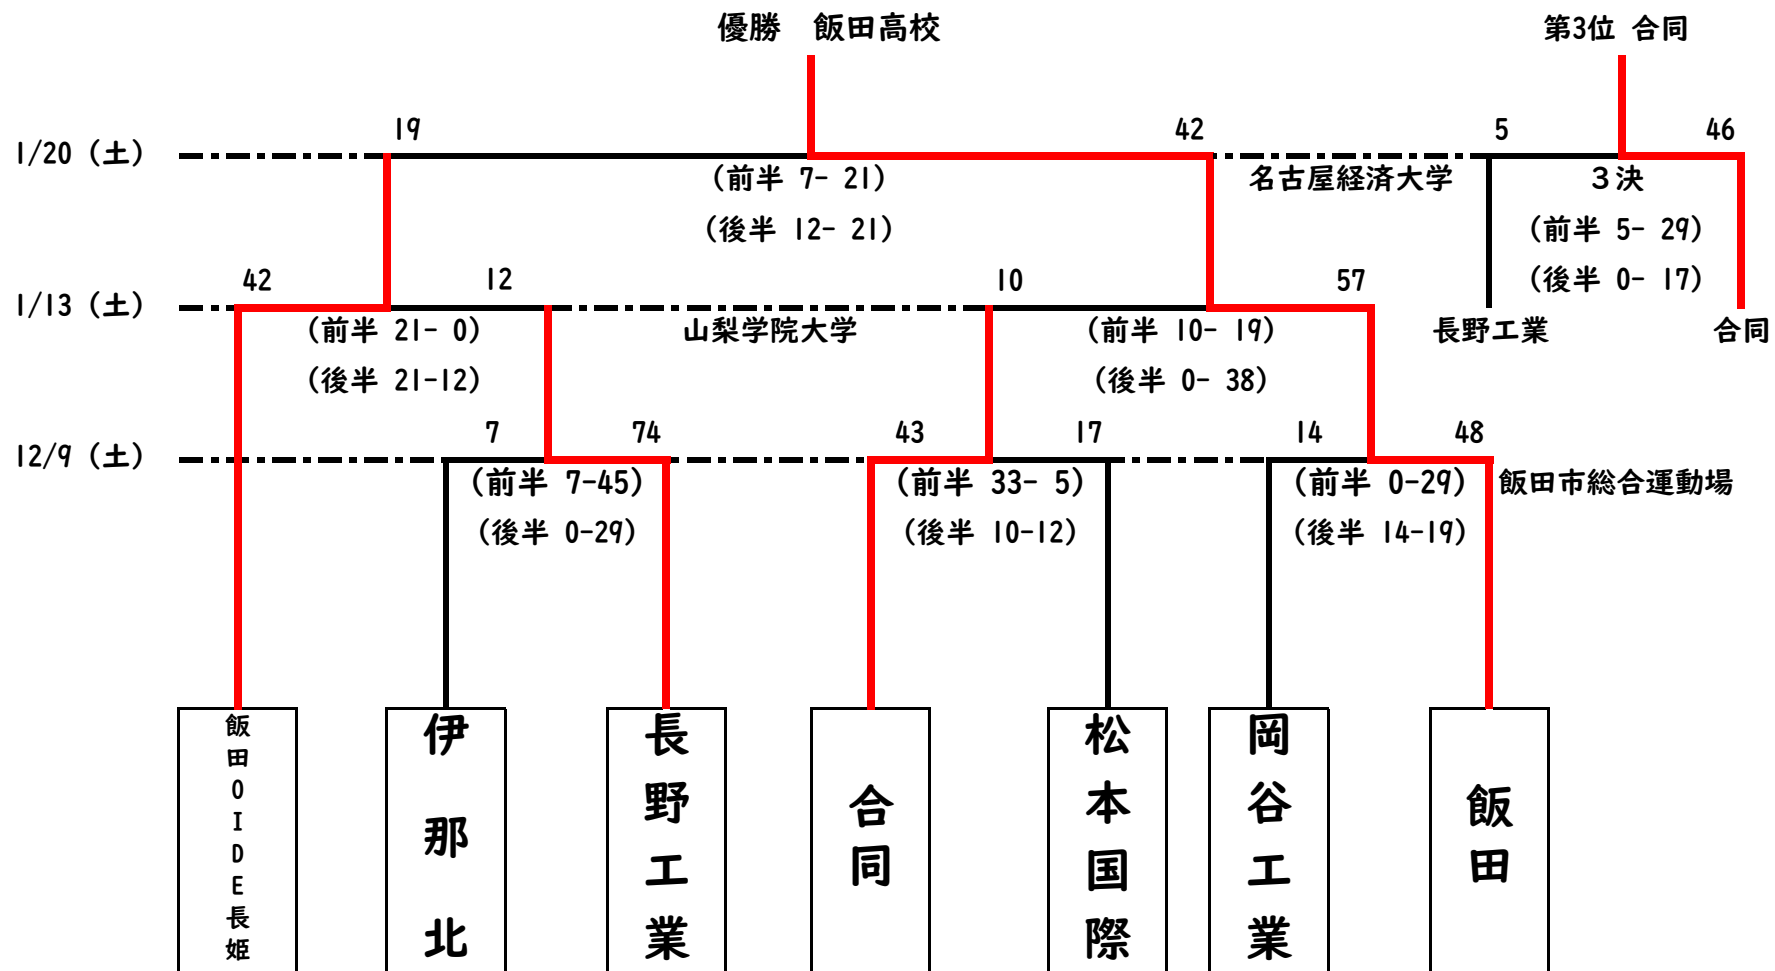 優勝 飯田高校
第3位 合同
19
42
5
46
1/20（土）
(前半 7- 21)
名古屋経済大学
3決
(後半 12- 21)
(前半 5- 29)
(後半 0- 17)
42
12
10
57
1/13（土）
(前半 21- 0)
山梨学院大学
(前半 10- 19)
長野工業
合同
(後半 21-12)
(後半 0- 38)
7
74
43
17
14
48
12/9（土）
(前半 7-45)
(前半 33- 5)
(前半 0-29)
飯田市総合運動場
(後半 0-29)
(後半 10-12)
(後半 14-19)
飯田OIDE長姫
伊那北
長野工業
合同
松本国際
岡谷工業
飯田